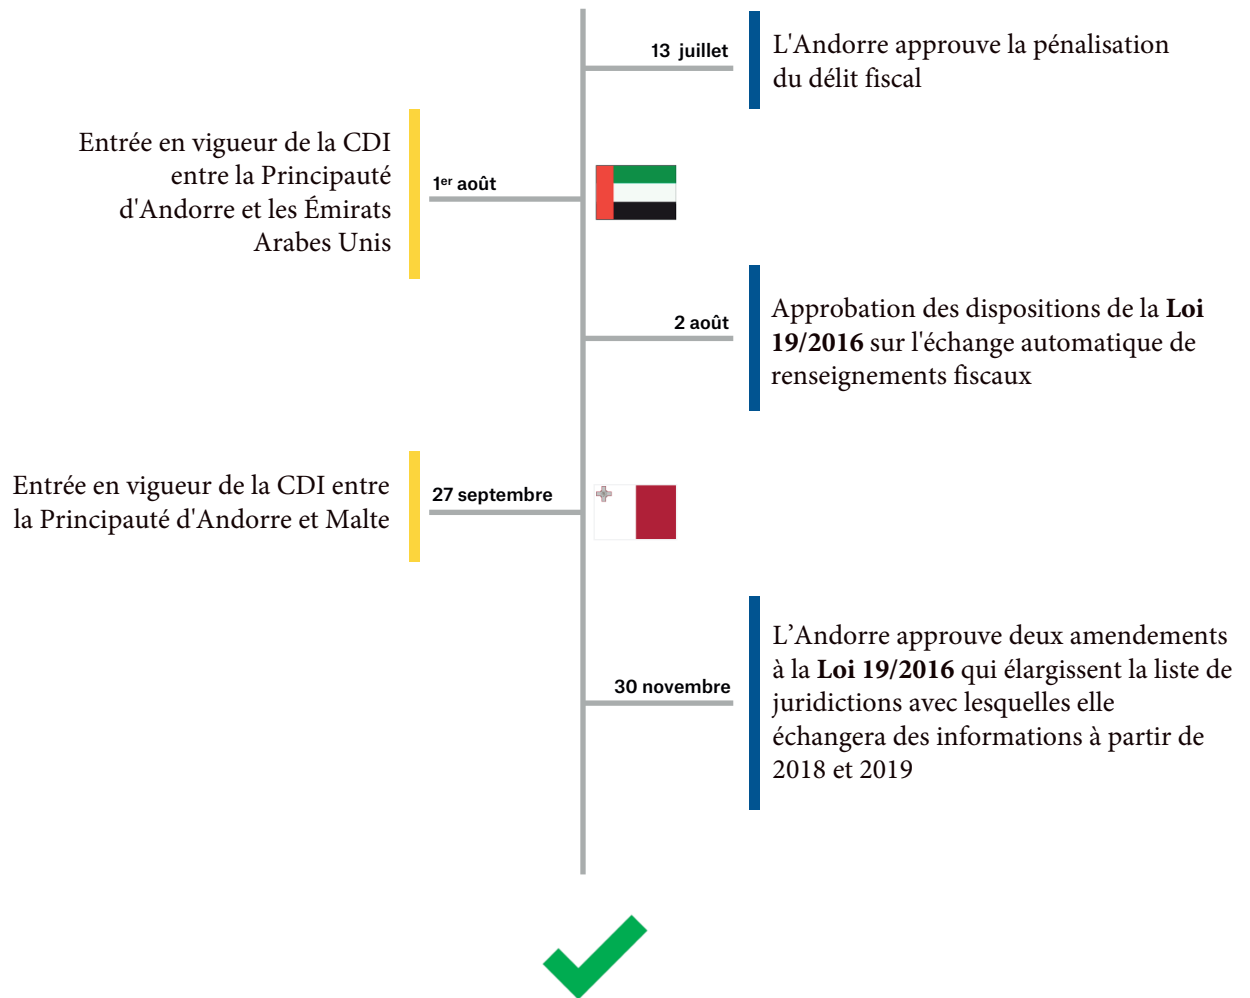 13 juillet
L'Andorre approuve la pénalisation
du délit fiscal
Entrée en vigueur de la CDI
entre la Principauté
d'Andorre et les Émirats
Arabes Unis
1er août
2 août
Approbation des dispositions de la Loi
19/2016 sur l'échange automatique de
renseignements fiscaux
Entrée en vigueur de la CDI entre
la Principauté d'Andorre et Malte
27 septembre
30 novembre
L’Andorre approuve deux amendements
à la Loi 19/2016 qui élargissent la liste de
juridictions avec lesquelles elle
échangera des informations à partir de
2018 et 2019